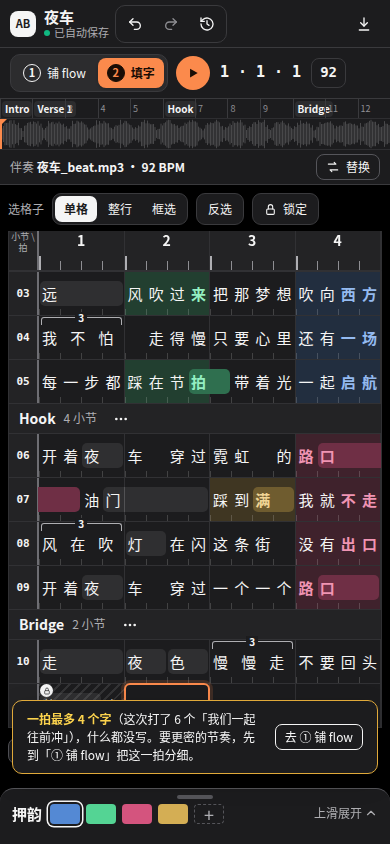 AB 夜车
已自动保存
① 铺 flow ② 填字 1 · 1 · 1 92
Intro Verse 1 4 5 Hook 7 8 9 Bridge 11 12
伴奏 夜车_beat.mp3 · 92 BPM 替换
选格子 单格 整行 框选 反选 锁定
小节\拍 1 2 3 4
03 远 风 吹 过 来 把 那 梦 想 吹 向 西 方
3
04 我 不 怕 走 得 慢 只 要 心 里 还 有 一 场
05 每 一 步 都 踩 在 节 拍 带 着 光 一 起 启 航
Hook 4 小节 ···
06 开 着 夜 车 穿 过 霓 虹 的 路 口
07 油 门 踩 到 满 我 就 不 走
3
08 风 在 吹 灯 在 闪 这 条 街 没 有 出 口
09 开 着 夜 车 穿 过 一 个 一 个 路 口
Bridge 2 小节 ···
3
10 走 夜 色 慢 慢 走 不 要 回 头
一拍最多 4 个字（这次打了 6 个「我们一起
往前冲」），什么都没写。要更密的节奏，先
到「① 铺 flow」把这一拍分细。
去 ① 铺 flow
押韵 + 上滑展开